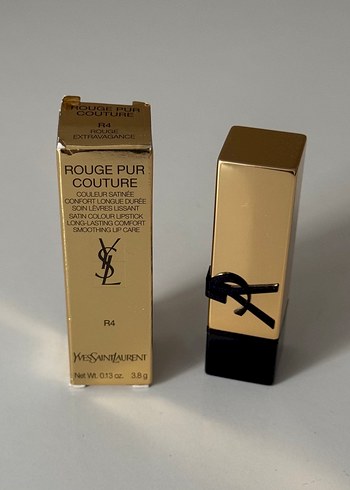 ROUGE PUR
COUTURE
R4
ROUGE
EXTRAVAGANCE
ROUGE PUR
COUTURE
COULEUR SATINÉE
CONFORT LONGUE DURÉE
SOIN LÈVRES LISSANT
SATIN COLOUR LIPSTICK
LONG-LASTING COMFORT
SMOOTHING LIP CARE
YSL
R4
YVESSAINTLAURENT
Net Wt. 0.13 oz. 3.8 g